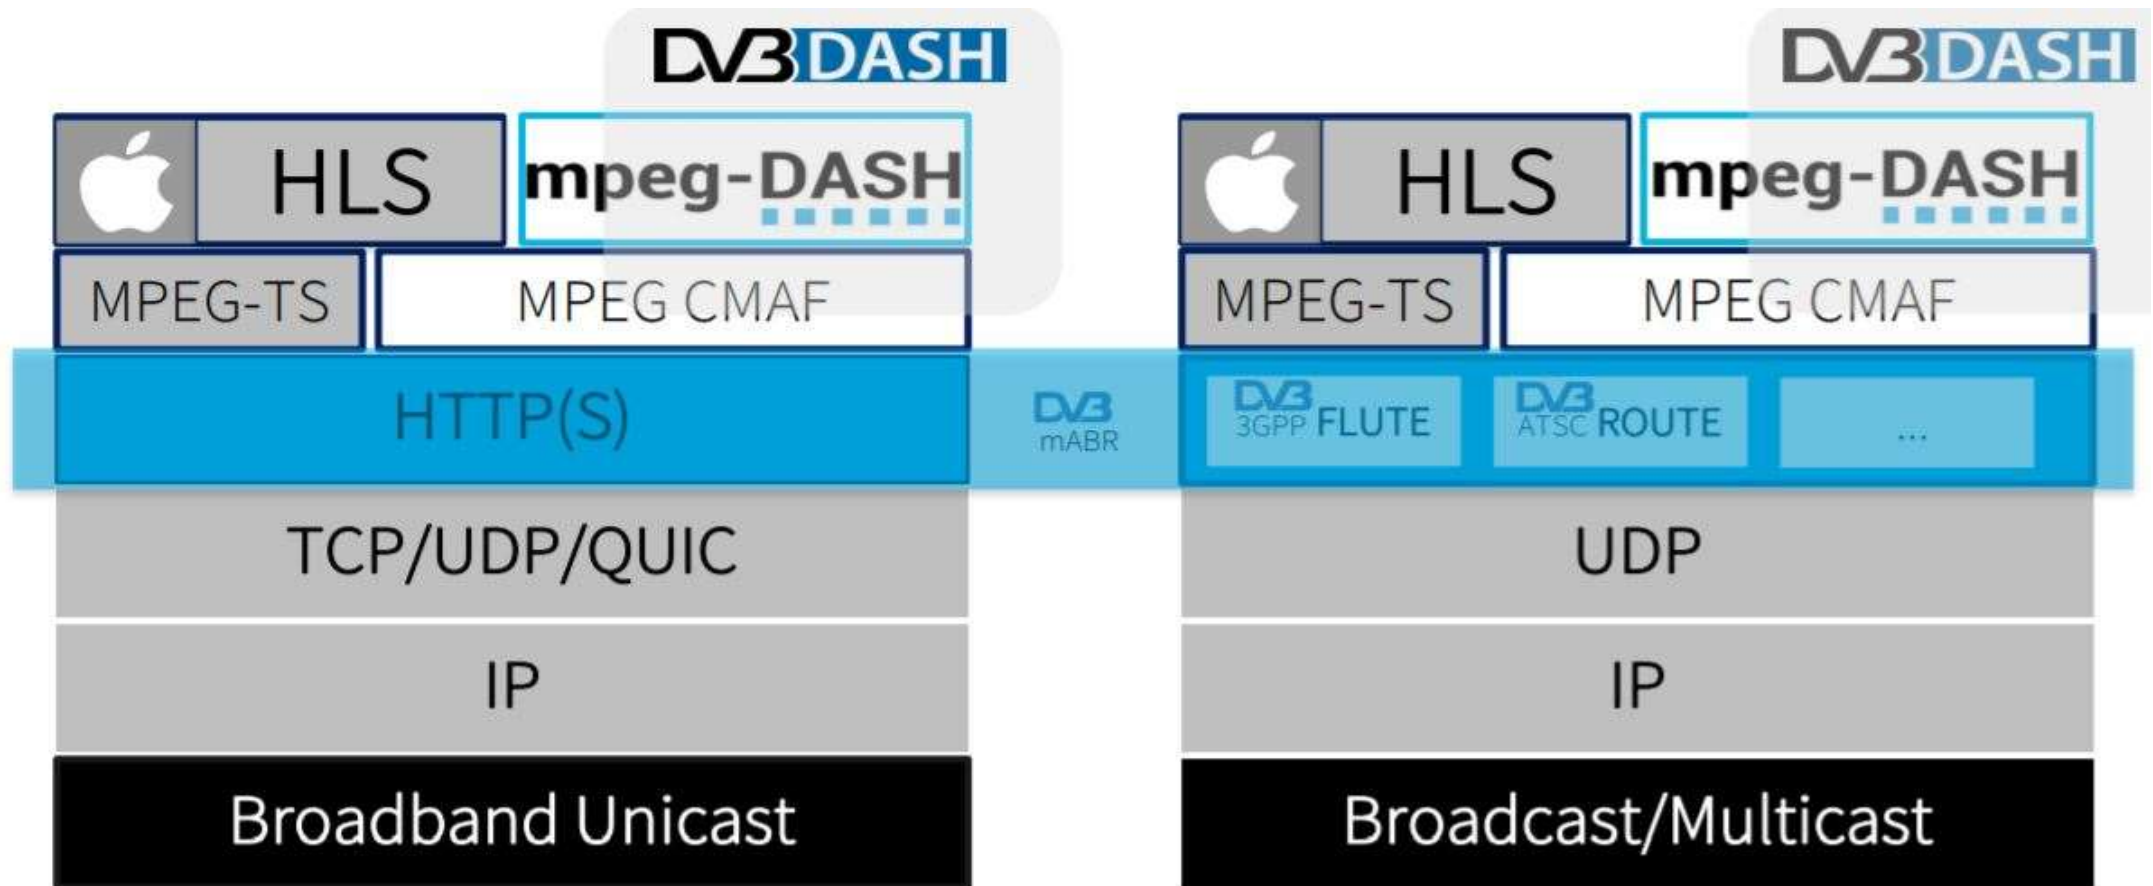 DVB DASH
HLS
mpeg-DASH
MPEG-TS
MPEG CMAF
HTTP(S)
TCP/UDP/QUIC
IP
Broadband Unicast
DVB
mABR
DVB DASH
HLS
mpeg-DASH
MPEG-TS
MPEG CMAF
DVB
3GPP FLUTE
DVB
ATSC ROUTE
...
UDP
IP
Broadcast/Multicast